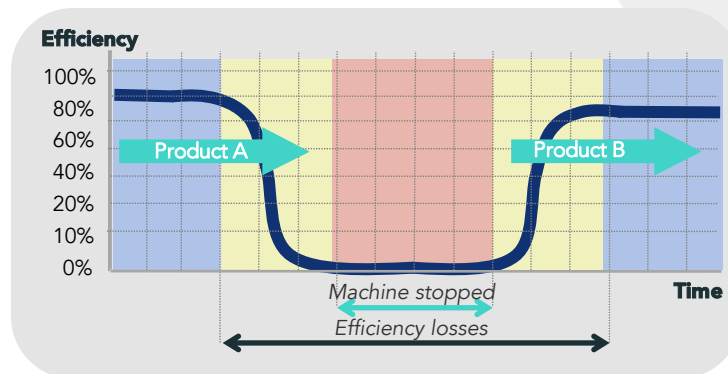 Efficiency
100%
80%
60%
40%
20%
10%
0%
Product A
Product B
Machine stopped
Time
Efficiency losses